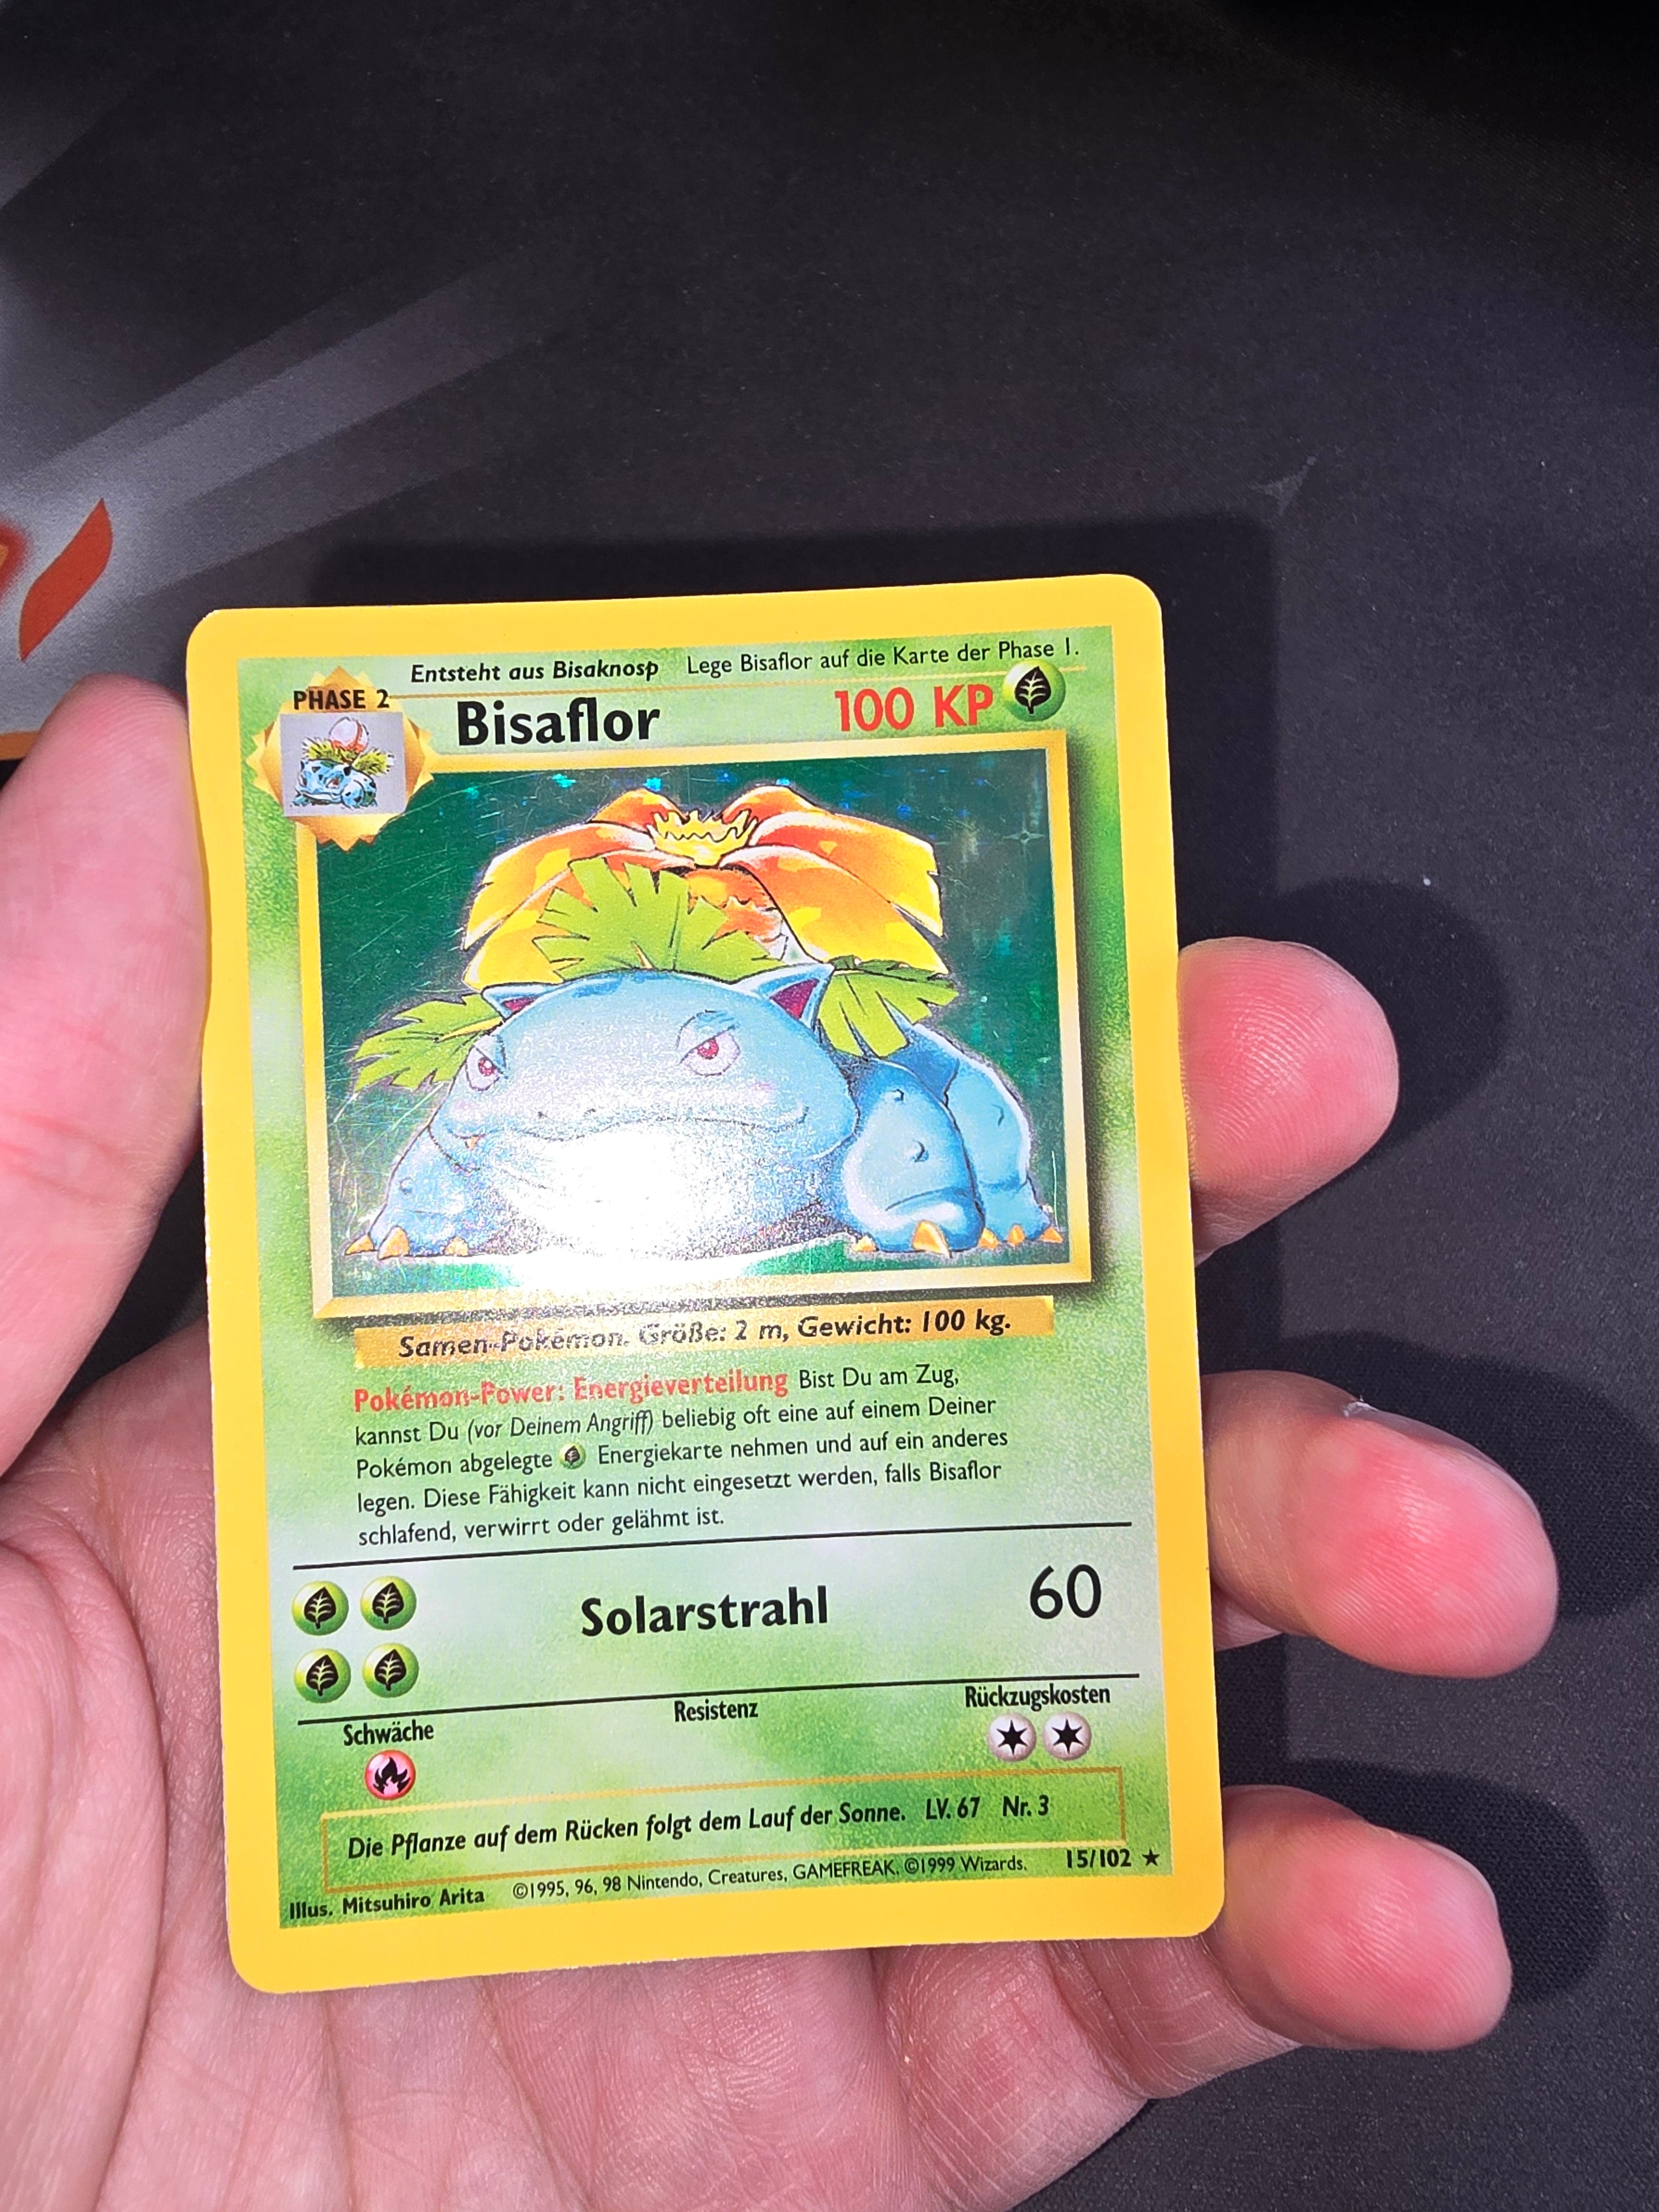 Entsteht aus Bisaknosp Lege Bisaflor auf die Karte der Phase 1.
PHASE 2
Bisaflor 100 KP
Samen-Pokémon. Größe: 2 m, Gewicht: 100 kg.
Pokémon-Power: Energieverteilung Bist Du am Zug,
kannst Du (vor Deinem Angriff) beliebig oft eine auf einem Deiner
Pokémon abgelegte Energiekarte nehmen und auf ein anderes
legen. Diese Fähigkeit kann nicht eingesetzt werden, falls Bisaflor
schlafend, verwirrt oder gelähmt ist.
Solarstrahl 60
Schwäche Resistenz Rückzugskosten
Die Pflanze auf dem Rücken folgt dem Lauf der Sonne. LV. 67 Nr. 3
Illus. Mitsuhiro Arita ©1995, 96, 98 Nintendo, Creatures, GAMEFREAK. ©1999 Wizards. 15/102 ★